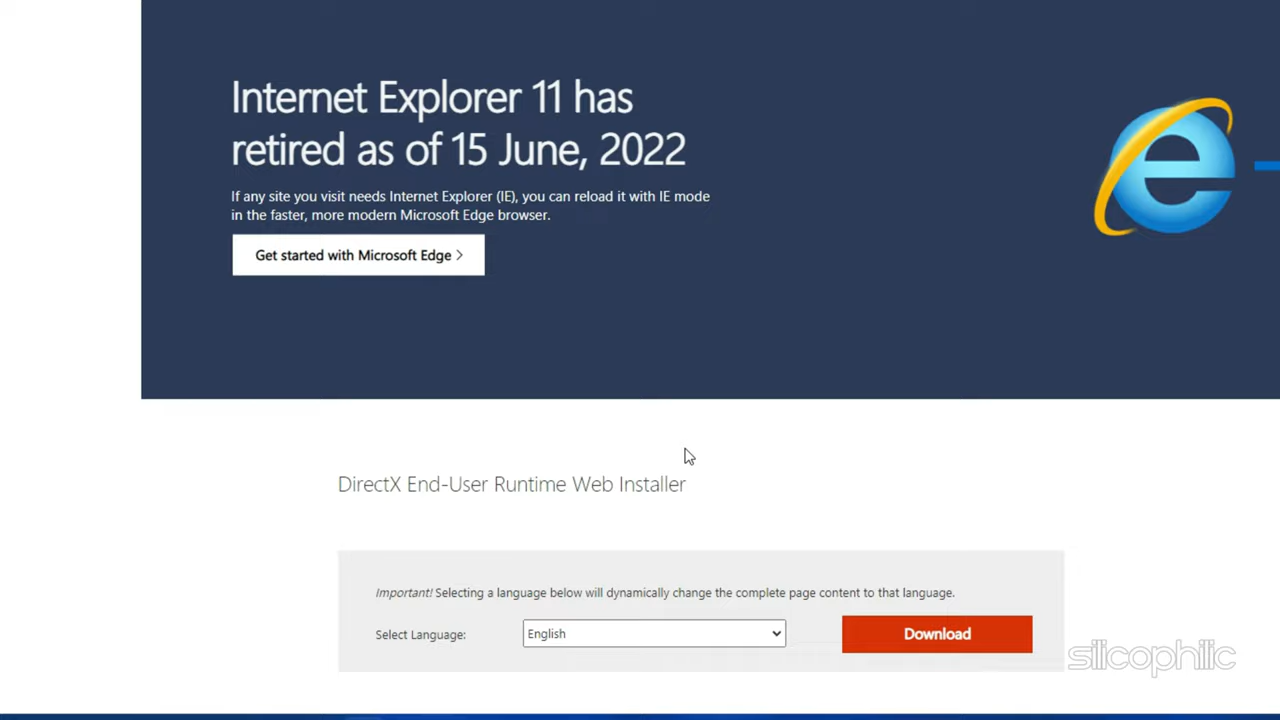 Internet Explorer 11 has
retired as of 15 June, 2022
If any site you visit needs Internet Explorer (IE), you can reload it with IE mode
in the faster, more modern Microsoft Edge browser.
Get started with Microsoft Edge >
DirectX End-User Runtime Web Installer
Important! Selecting a language below will dynamically change the complete page content to that language.
Select Language:
English
Download
silicophilic